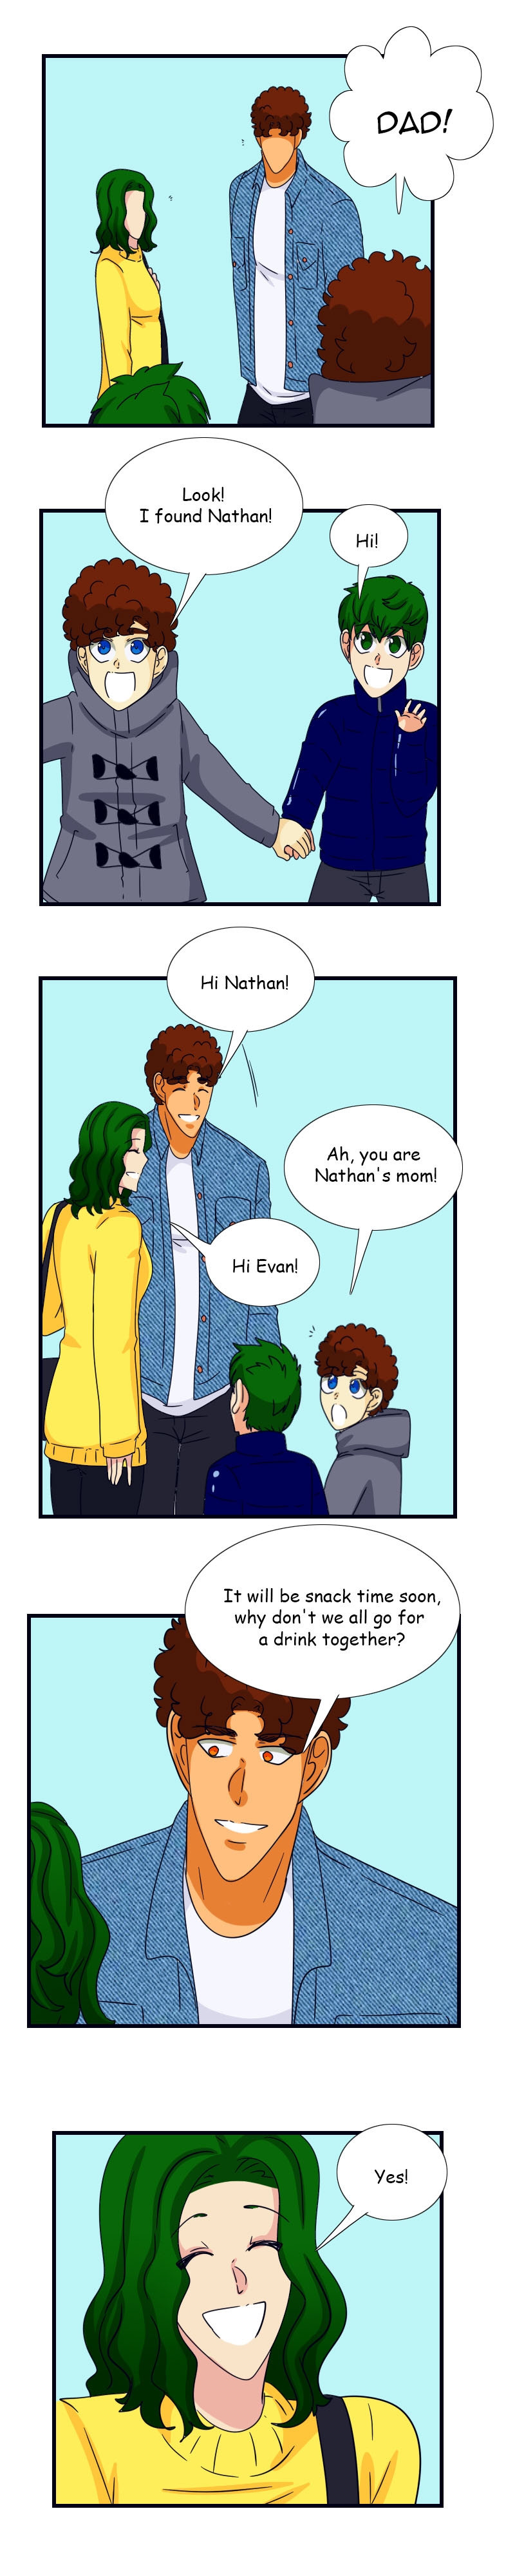 DAD!
Look!
I found Nathan!
Hi!
Hi Nathan!
Ah, you are
Nathan's mom!
Hi Evan!
It will be snack time soon,
why don't we all go for
a drink together?
Yes!